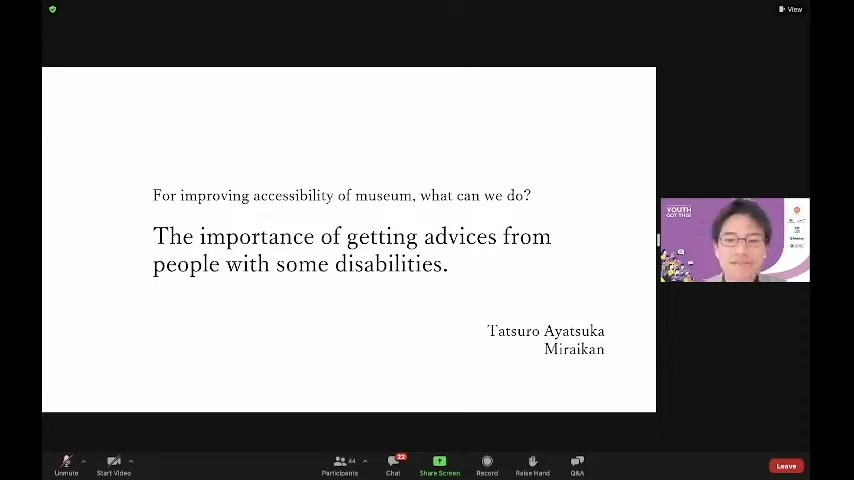 View
For improving accessibility of museum, what can we do?
The importance of getting advices from
people with some disabilities.
Tatsuro Ayatsuka
Miraikan
YOUTH
GOT THIS!
Unmute
Start Video
44
Participants
22
Chat
Share Screen
Record
Raise Hand
Q&A
Leave